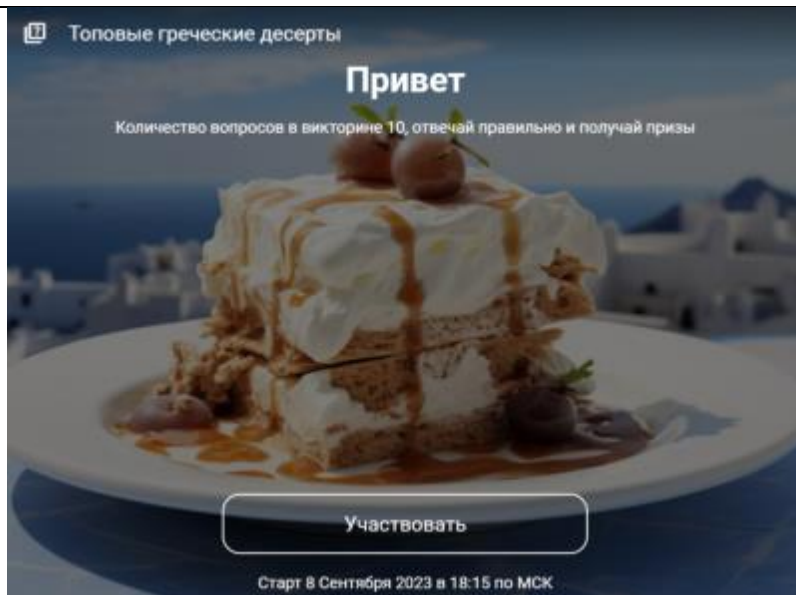 Топовые греческие десерты
Привет
Количество вопросов в викторине 10, отвечай правильно и получай призы
Участвовать
Старт 8 Сентября 2023 в 18:15 по МСК